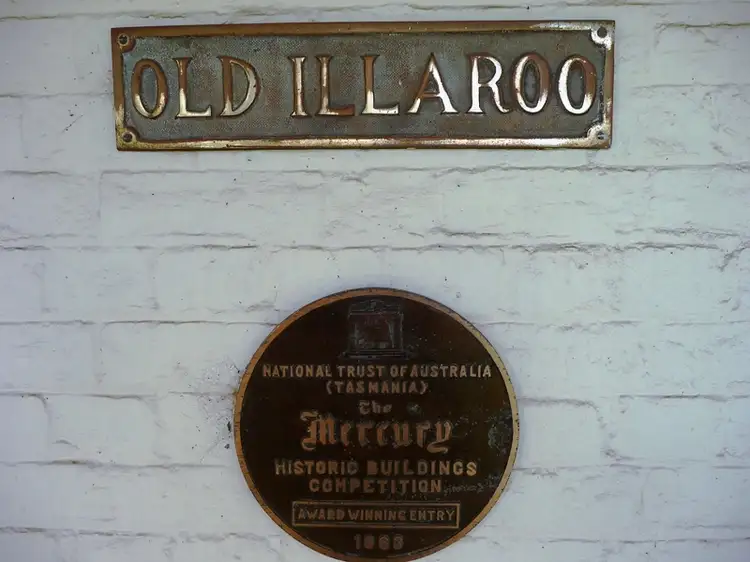 OLD ILLAROO
NATIONAL TRUST OF AUSTRALIA
(TASMANIA)
The
Mercury
HISTORIC BUILDINGS
COMPETITION
AWARD WINNING ENTRY